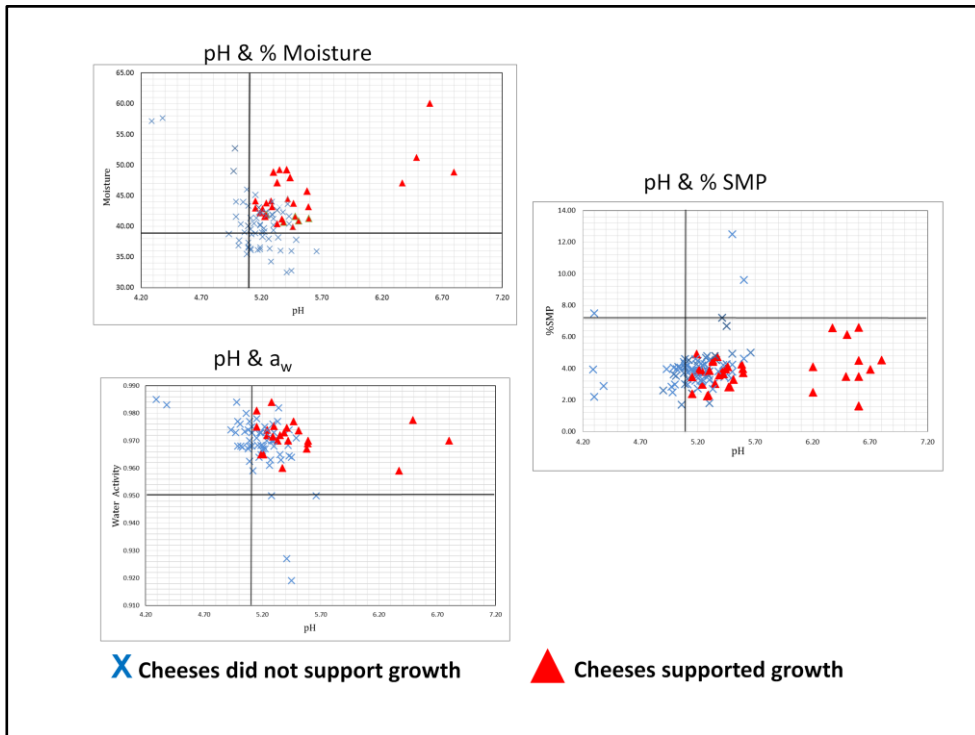 pH & % Moisture
65.00
60.00
55.00
50.00
45.00
40.00
35.00
30.00
Moisture
4.20 4.70 5.20 5.70 6.20 6.70 7.20
pH
pH & % SMP
14.00
12.00
10.00
8.00
6.00
4.00
2.00
0.00
%SMP
4.20 4.70 5.20 5.70 6.20 6.70 7.20
pH
pH & aw
0.990
0.980
0.970
0.960
0.950
0.940
0.930
0.920
0.910
Water Activity
4.20 4.70 5.20 5.70 6.20 6.70 7.20
pH
X Cheeses did not support growth
Cheeses supported growth